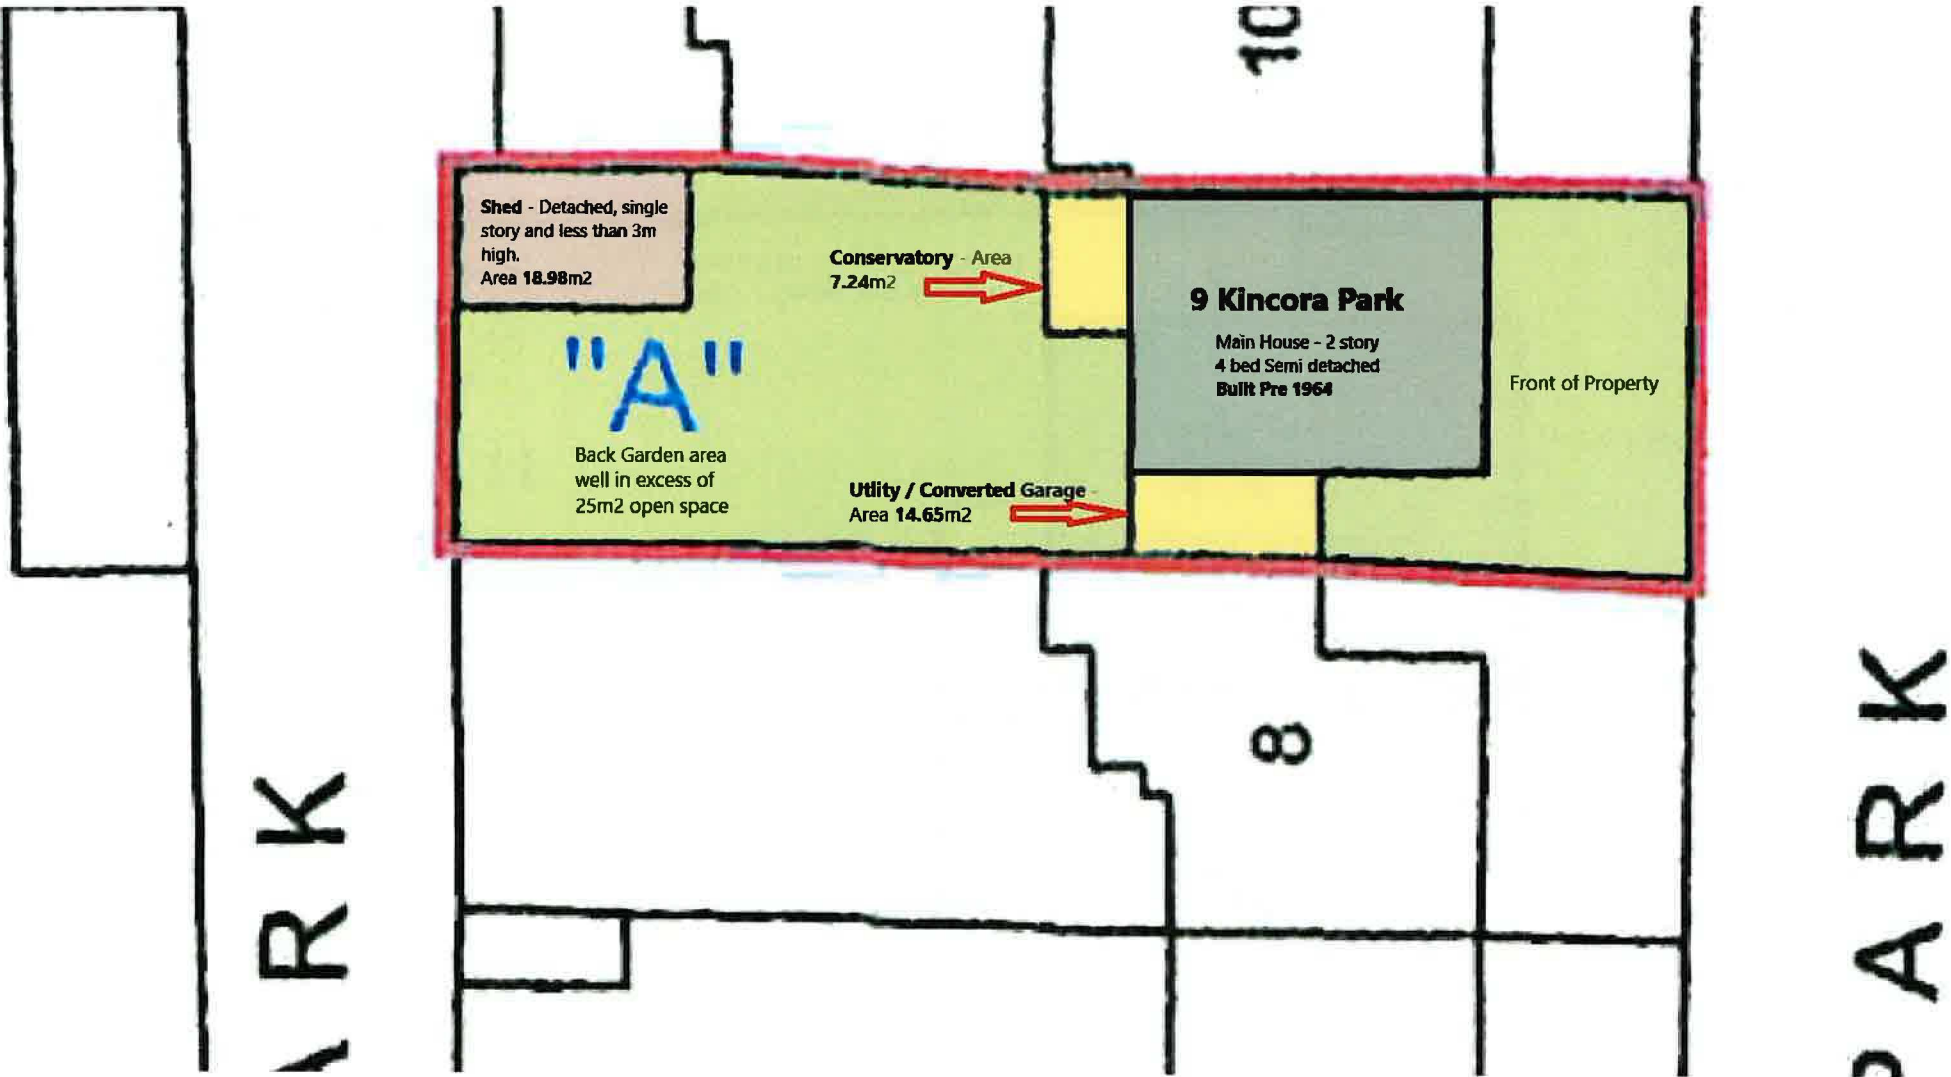 10
Shed - Detached, single
story and less than 3m
high.
Area 18.98m2
Conservatory - Area
7.24m2
9 Kincora Park
Main House - 2 story
4 bed Semi detached
Built Pre 1964
Front of Property
"A"
Back Garden area
well in excess of
25m2 open space
Utlity / Converted Garage -
Area 14.65m2
8
ARK
PARK